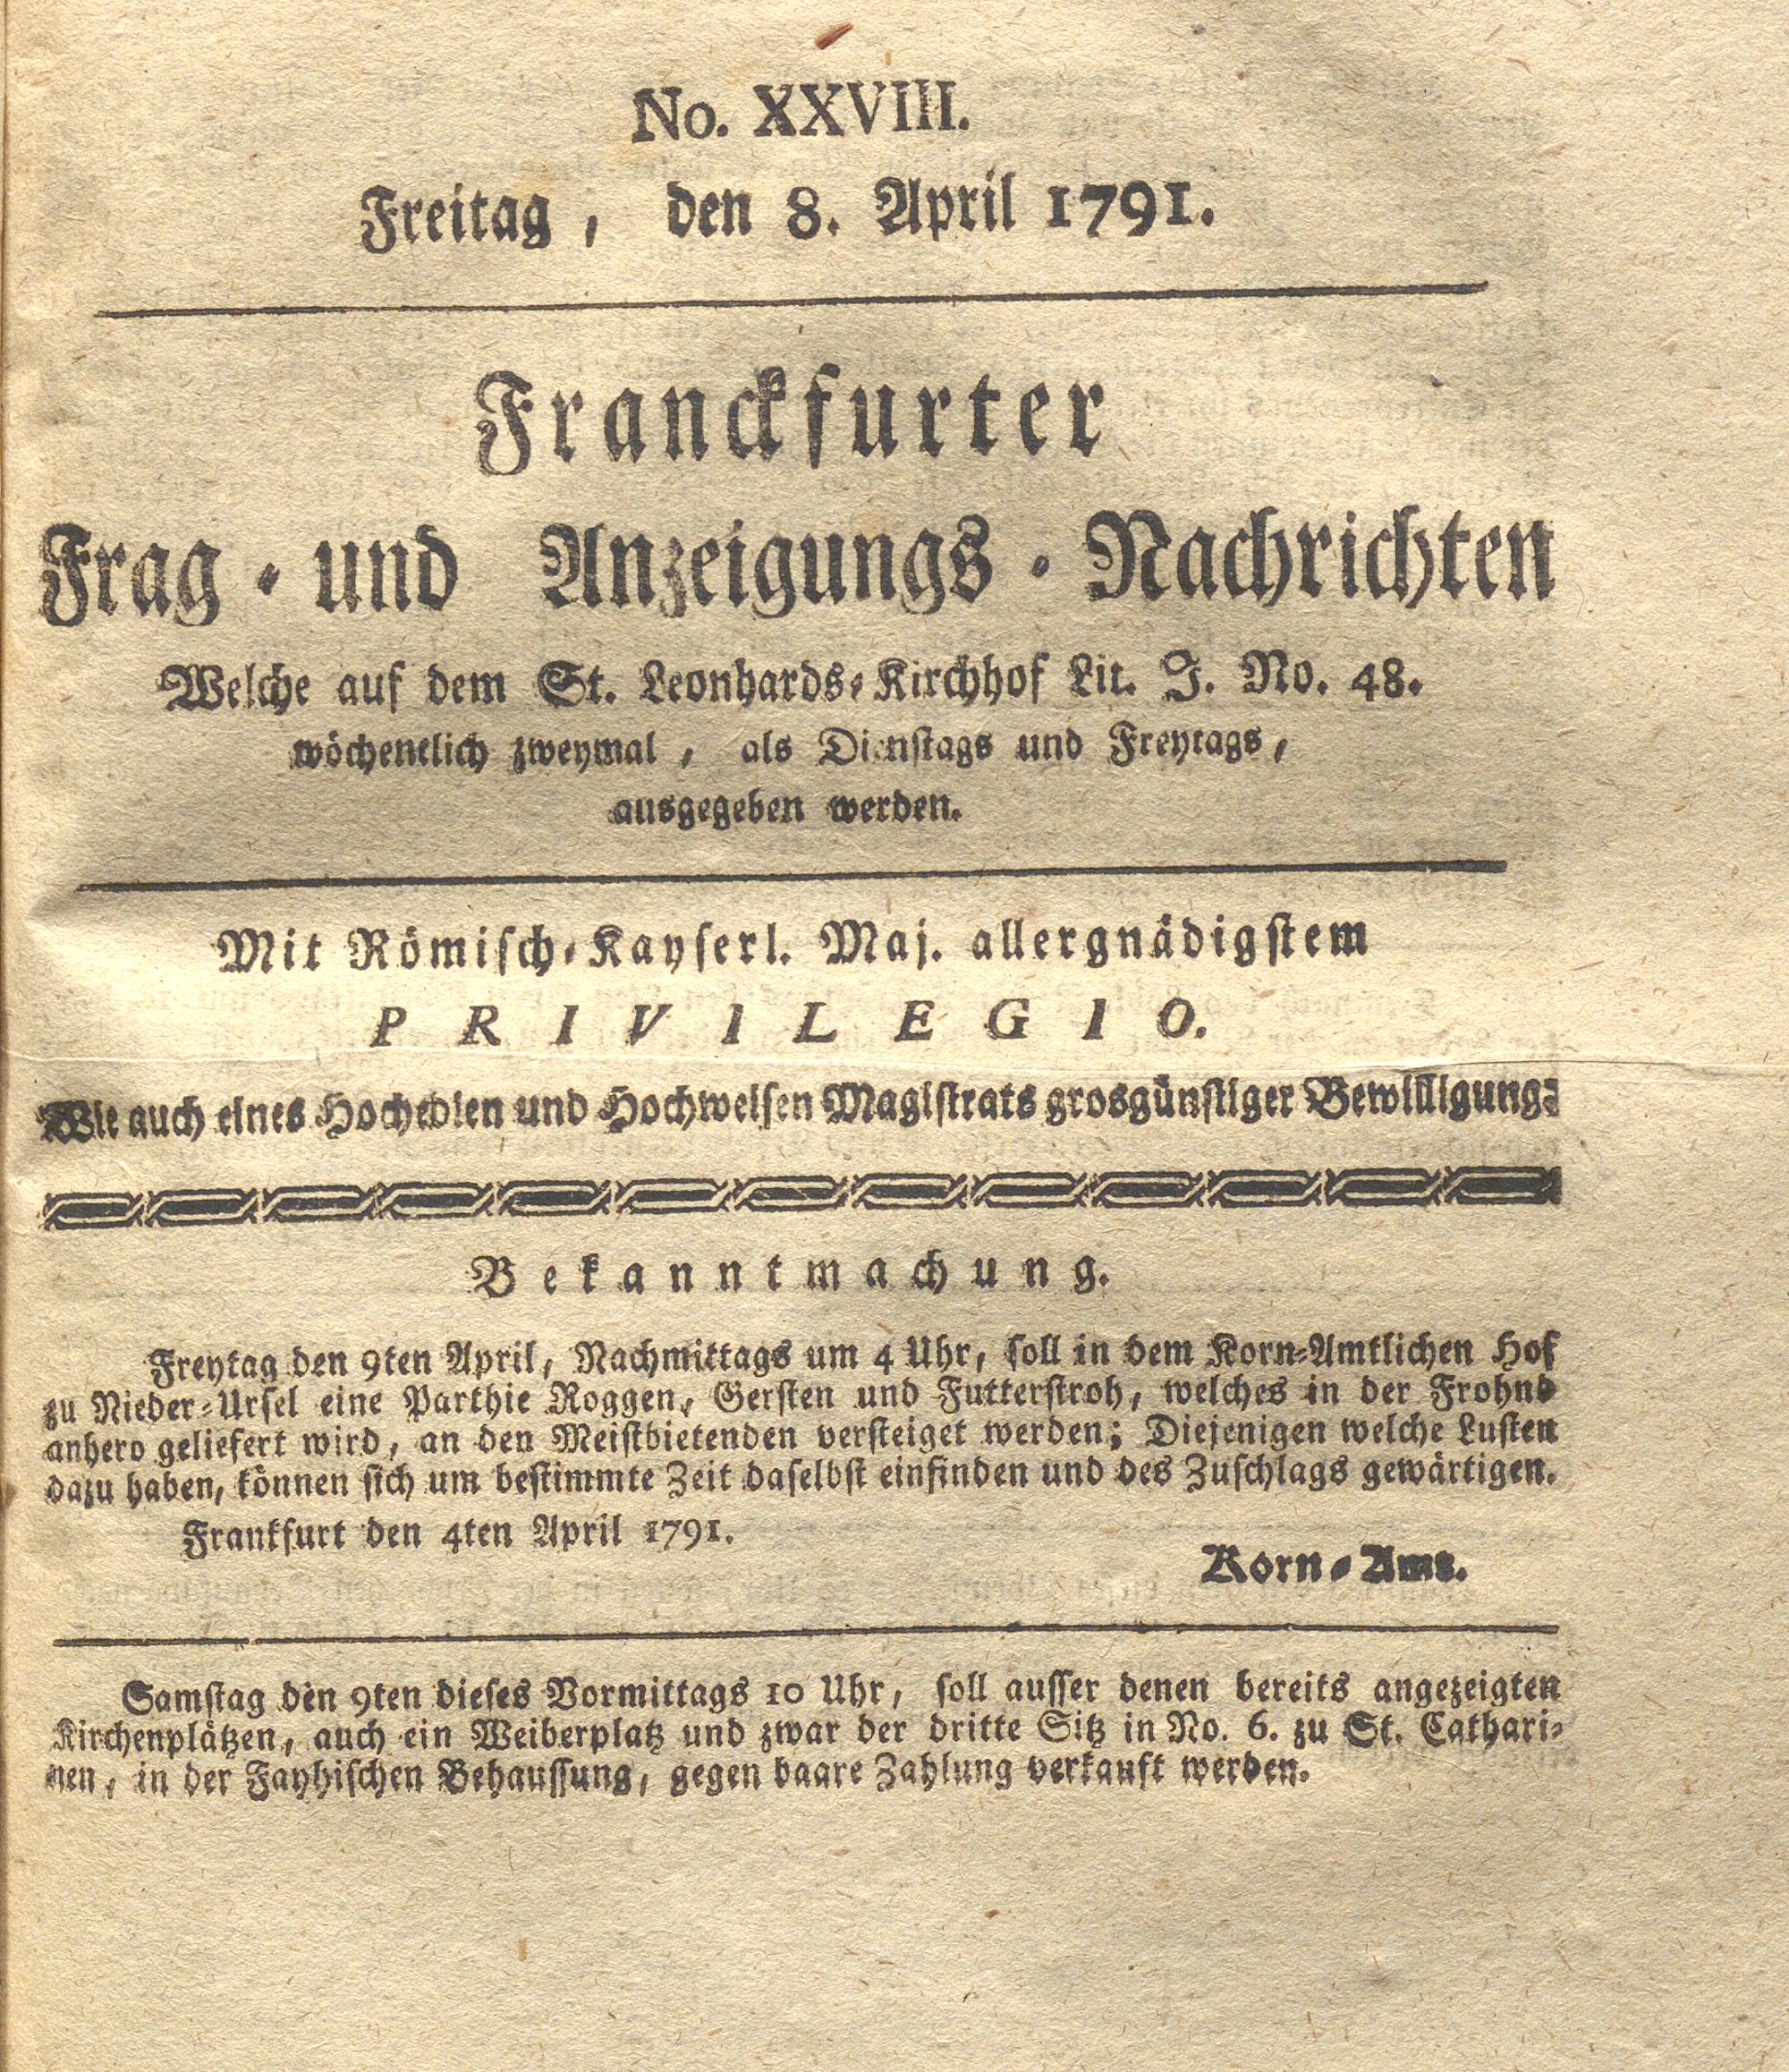 No. XXVIII.
Freitag, den 8. April 1791.
Franckfurter
Frag- und Anzeigungs-Nachrichten
Welche auf dem St. Leonhards-Kirchhof Lit. J. No. 48.
wöchentlich zweymal, als Dienstags und Freytags,
ausgegeben werden.
Mit Römisch-Kayserl. Maj. allergnädigstem
PRIVILEGIO.
Wie auch eines Hochedlen und Hochweisen Magistrats grosgünstiger Bewilligung.
Bekanntmachung.
Freytag den 9ten April, Nachmittags um 4 Uhr, soll in dem Korn-Amtlichen Hof
zu Nieder-Ursel eine Parthie Roggen, Gersten und Futterstroh, welches in der Frohnd
anhero geliefert wird, an den Meistbietenden versteiget werden; Diejenigen welche Lusten
dazu haben, können sich um bestimmte Zeit daselbst einfinden und des Zuschlags gewärtigen.
Frankfurt den 4ten April 1791.
Korn-Amt.
Samstag den 9ten dieses Vormittags 10 Uhr, soll ausser denen bereits angezeigten
Kirchenplätzen, auch ein Weiberplatz und zwar der dritte Sitz in No. 6. zu St. Cathari-
nen, in der Fayhischen Behaussung, gegen baare Zahlung verkauft werden.